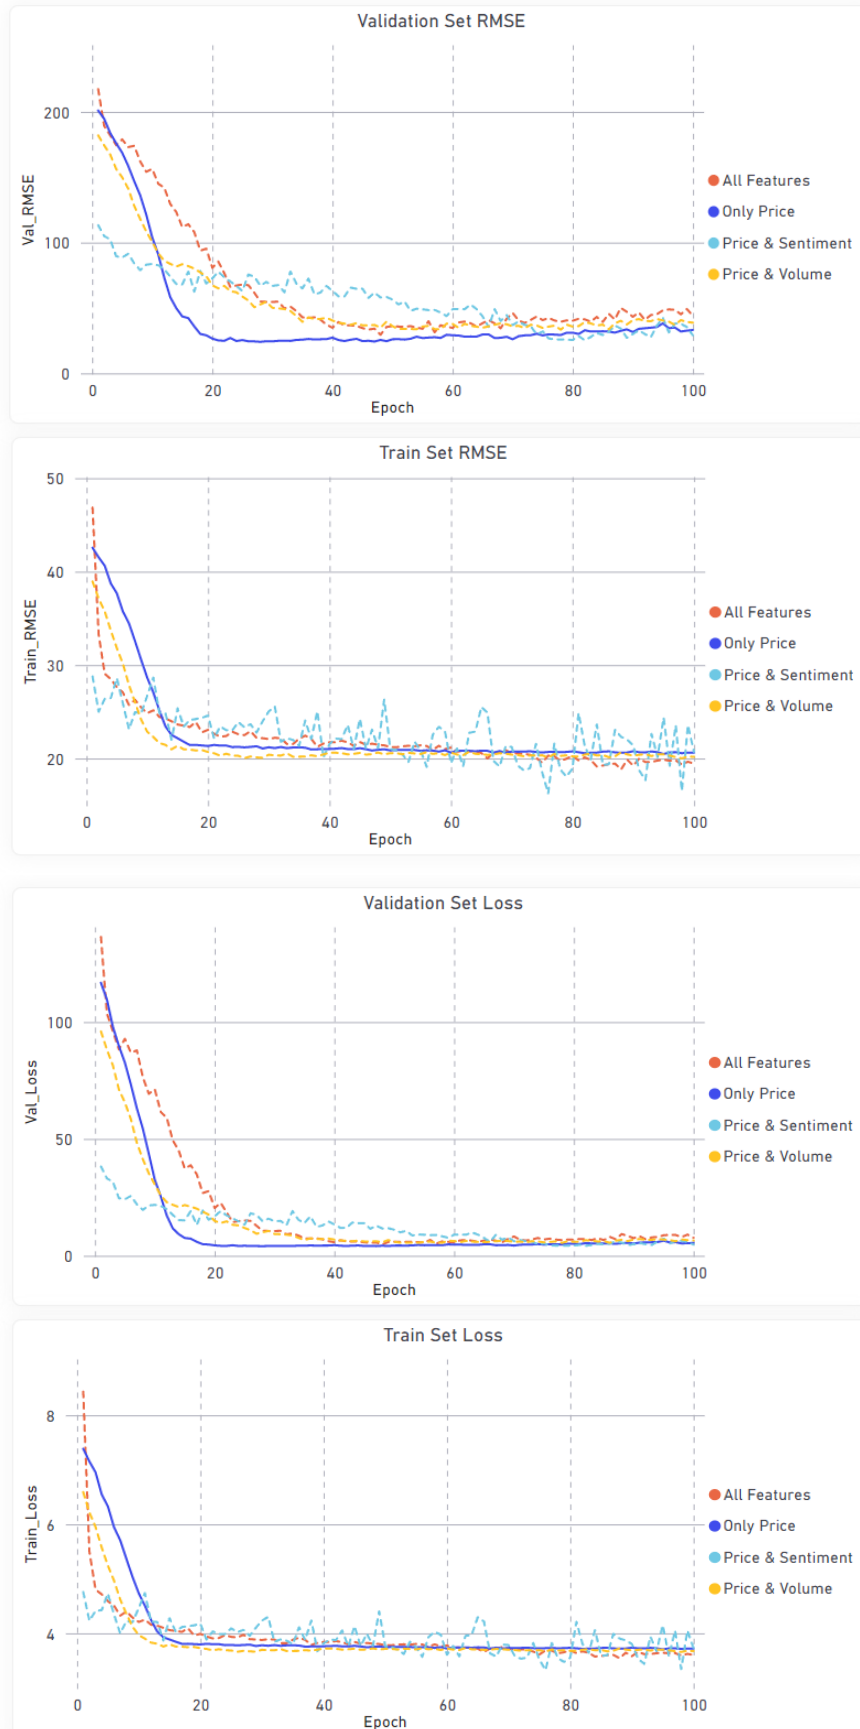 Validation Set RMSE
200
100
0
Val_RMSE
0 20 40 60 80 100
Epoch
All Features
Only Price
Price & Sentiment
Price & Volume
Train Set RMSE
50
40
30
20
Train_RMSE
0 20 40 60 80 100
Epoch
All Features
Only Price
Price & Sentiment
Price & Volume
Validation Set Loss
100
50
0
Val_Loss
0 20 40 60 80 100
Epoch
All Features
Only Price
Price & Sentiment
Price & Volume
Train Set Loss
8
6
4
Train_Loss
0 20 40 60 80 100
Epoch
All Features
Only Price
Price & Sentiment
Price & Volume